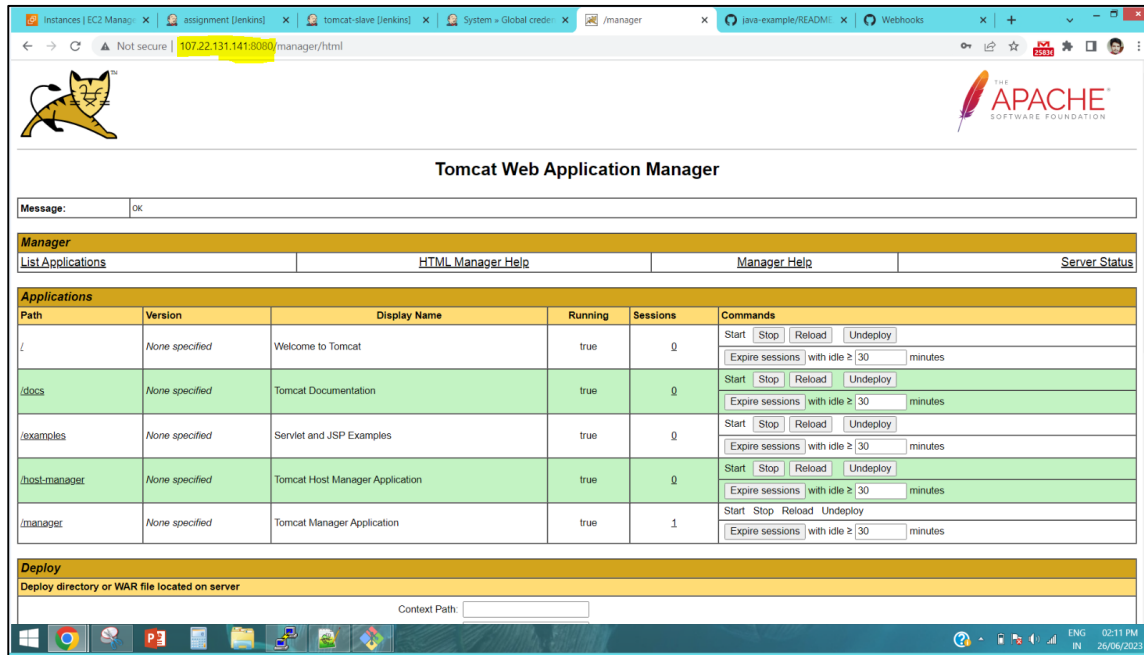 Instances | EC2 Manage
assignment [Jenkins]
tomcat-slave [Jenkins]
System » Global creder
/manager
java-example/README
Webhooks
Not secure | 107.22.131.141:8080/manager/html
TM
THE
APACHE®
SOFTWARE FOUNDATION
Tomcat Web Application Manager
Message: OK
Manager
List Applications HTML Manager Help Manager Help Server Status
Applications
Path Version Display Name Running Sessions Commands
/ None specified Welcome to Tomcat true 0 Start Stop Reload Undeploy
Expire sessions with idle ≥ 30 minutes
/docs None specified Tomcat Documentation true 0 Start Stop Reload Undeploy
Expire sessions with idle ≥ 30 minutes
/examples None specified Servlet and JSP Examples true 0 Start Stop Reload Undeploy
Expire sessions with idle ≥ 30 minutes
/host-manager None specified Tomcat Host Manager Application true 0 Start Stop Reload Undeploy
Expire sessions with idle ≥ 30 minutes
/manager None specified Tomcat Manager Application true 1 Start Stop Reload Undeploy
Expire sessions with idle ≥ 30 minutes
Deploy
Deploy directory or WAR file located on server
Context Path:
ENG 02:11 PM
IN 26/06/2023